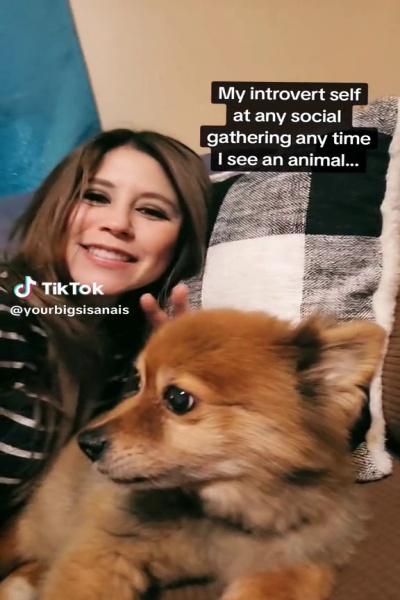 My introvert self
at any social
gathering any time
I see an animal...
TikTok
@yourbigsisanais